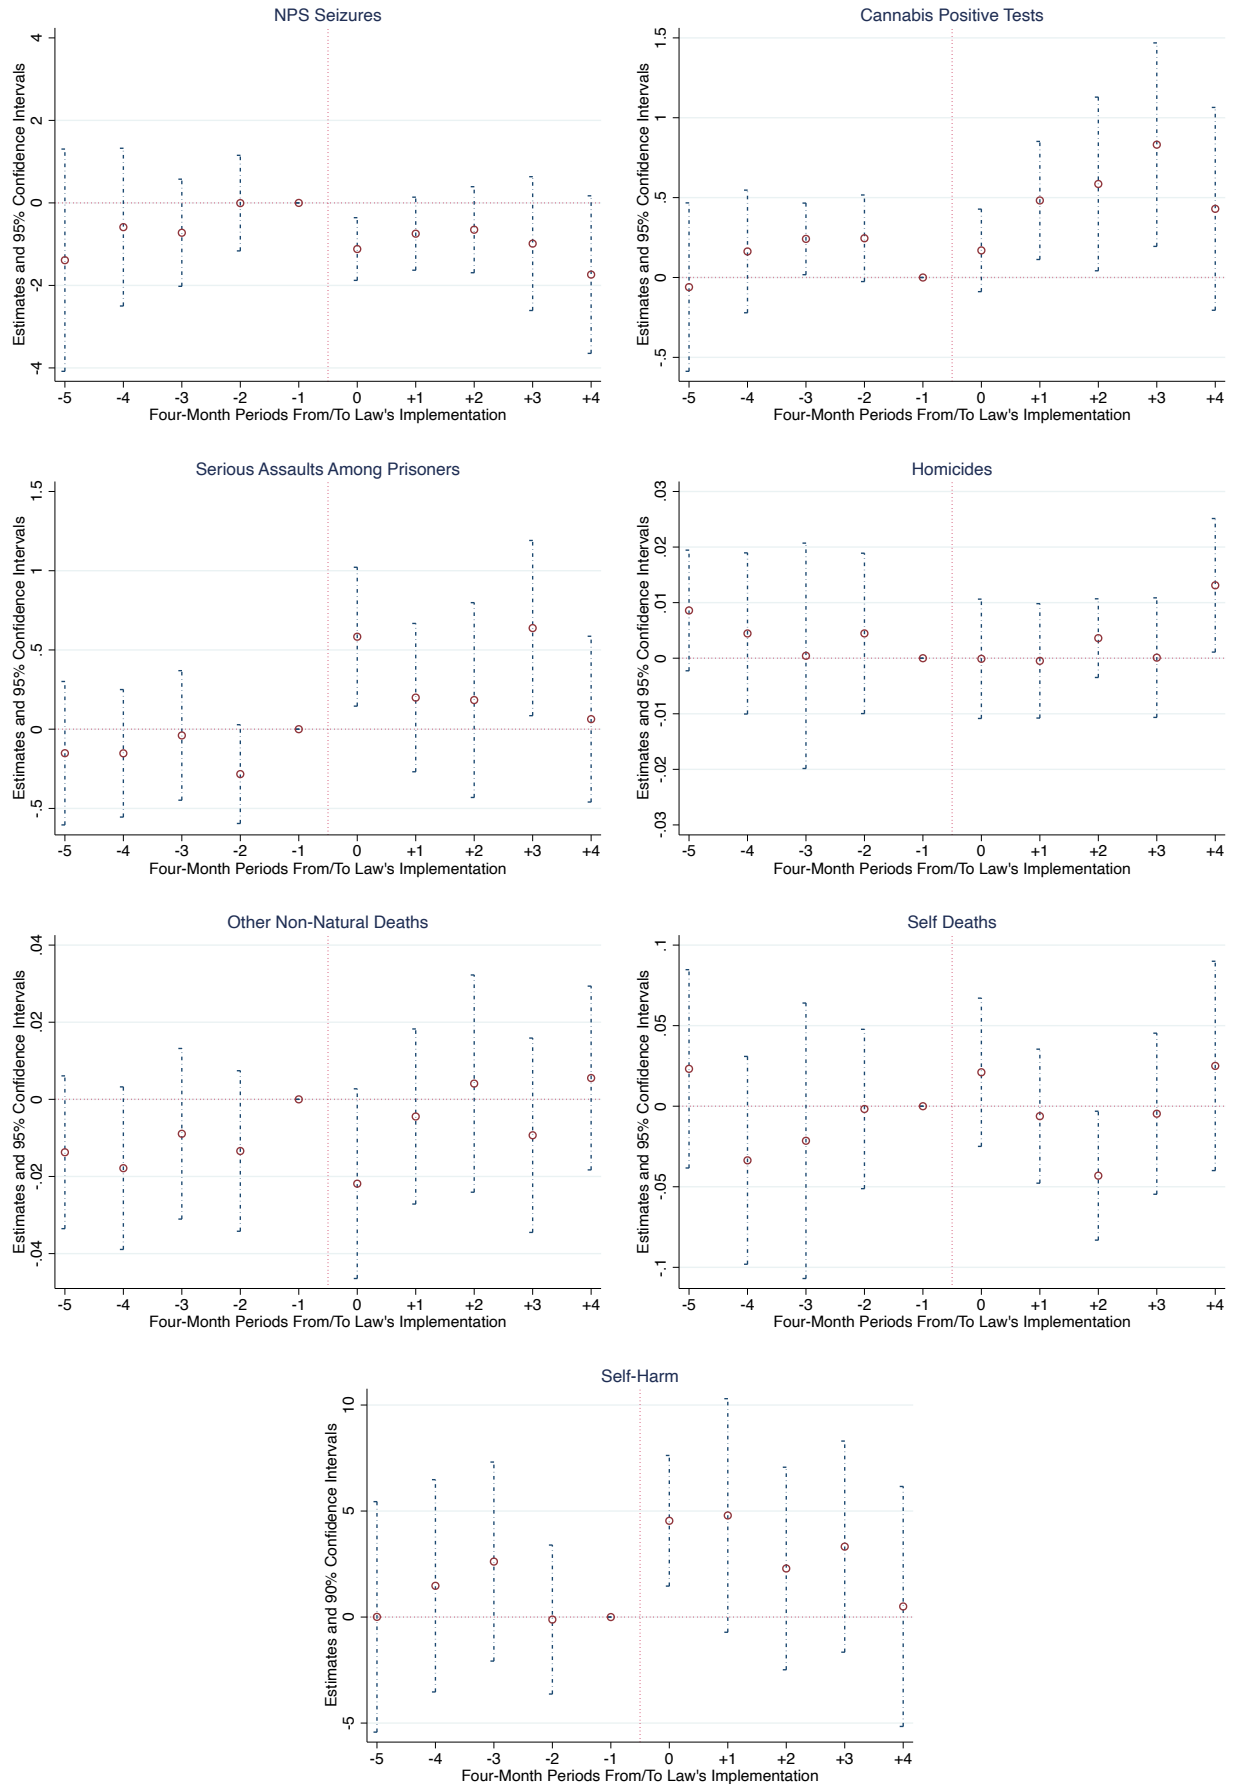 NPS Seizures
Estimates and 95% Confidence Intervals
4
2
0
2
-4
-5 -4 -3 -2 -1 0 +1 +2 +3 +4
Four-Month Periods From/To Law's Implementation
Cannabis Positive Tests
Estimates and 95% Confidence Intervals
1.5
1
.5
0
-.5
-5 -4 -3 -2 -1 0 +1 +2 +3 +4
Four-Month Periods From/To Law's Implementation
Serious Assaults Among Prisoners
Estimates and 95% Confidence Intervals
1.5
1
.5
0
-.5
-5 -4 -3 -2 -1 0 +1 +2 +3 +4
Four-Month Periods From/To Law's Implementation
Homicides
Estimates and 95% Confidence Intervals
.03
.02
.01
0
-.01
-.02
-.03
-5 -4 -3 -2 -1 0 +1 +2 +3 +4
Four-Month Periods From/To Law's Implementation
Other Non-Natural Deaths
Estimates and 95% Confidence Intervals
.04
.02
0
-.02
-.04
-5 -4 -3 -2 -1 0 +1 +2 +3 +4
Four-Month Periods From/To Law's Implementation
Self Deaths
Estimates and 95% Confidence Intervals
.1
.05
0
-.05
-.1
-5 -4 -3 -2 -1 0 +1 +2 +3 +4
Four-Month Periods From/To Law's Implementation
Self-Harm
Estimates and 90% Confidence Intervals
10
5
0
-5
-5 -4 -3 -2 -1 0 +1 +2 +3 +4
Four-Month Periods From/To Law's Implementation